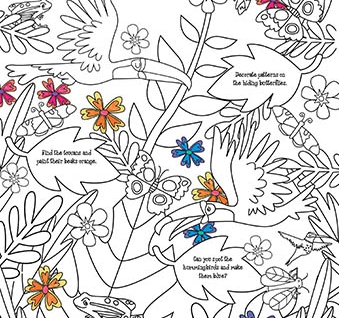 Decorate patterns on
the hiding butterflies.
Find the toucans and
paint their beaks orange.
Can you spot the
hummingbirds and make
them shine?